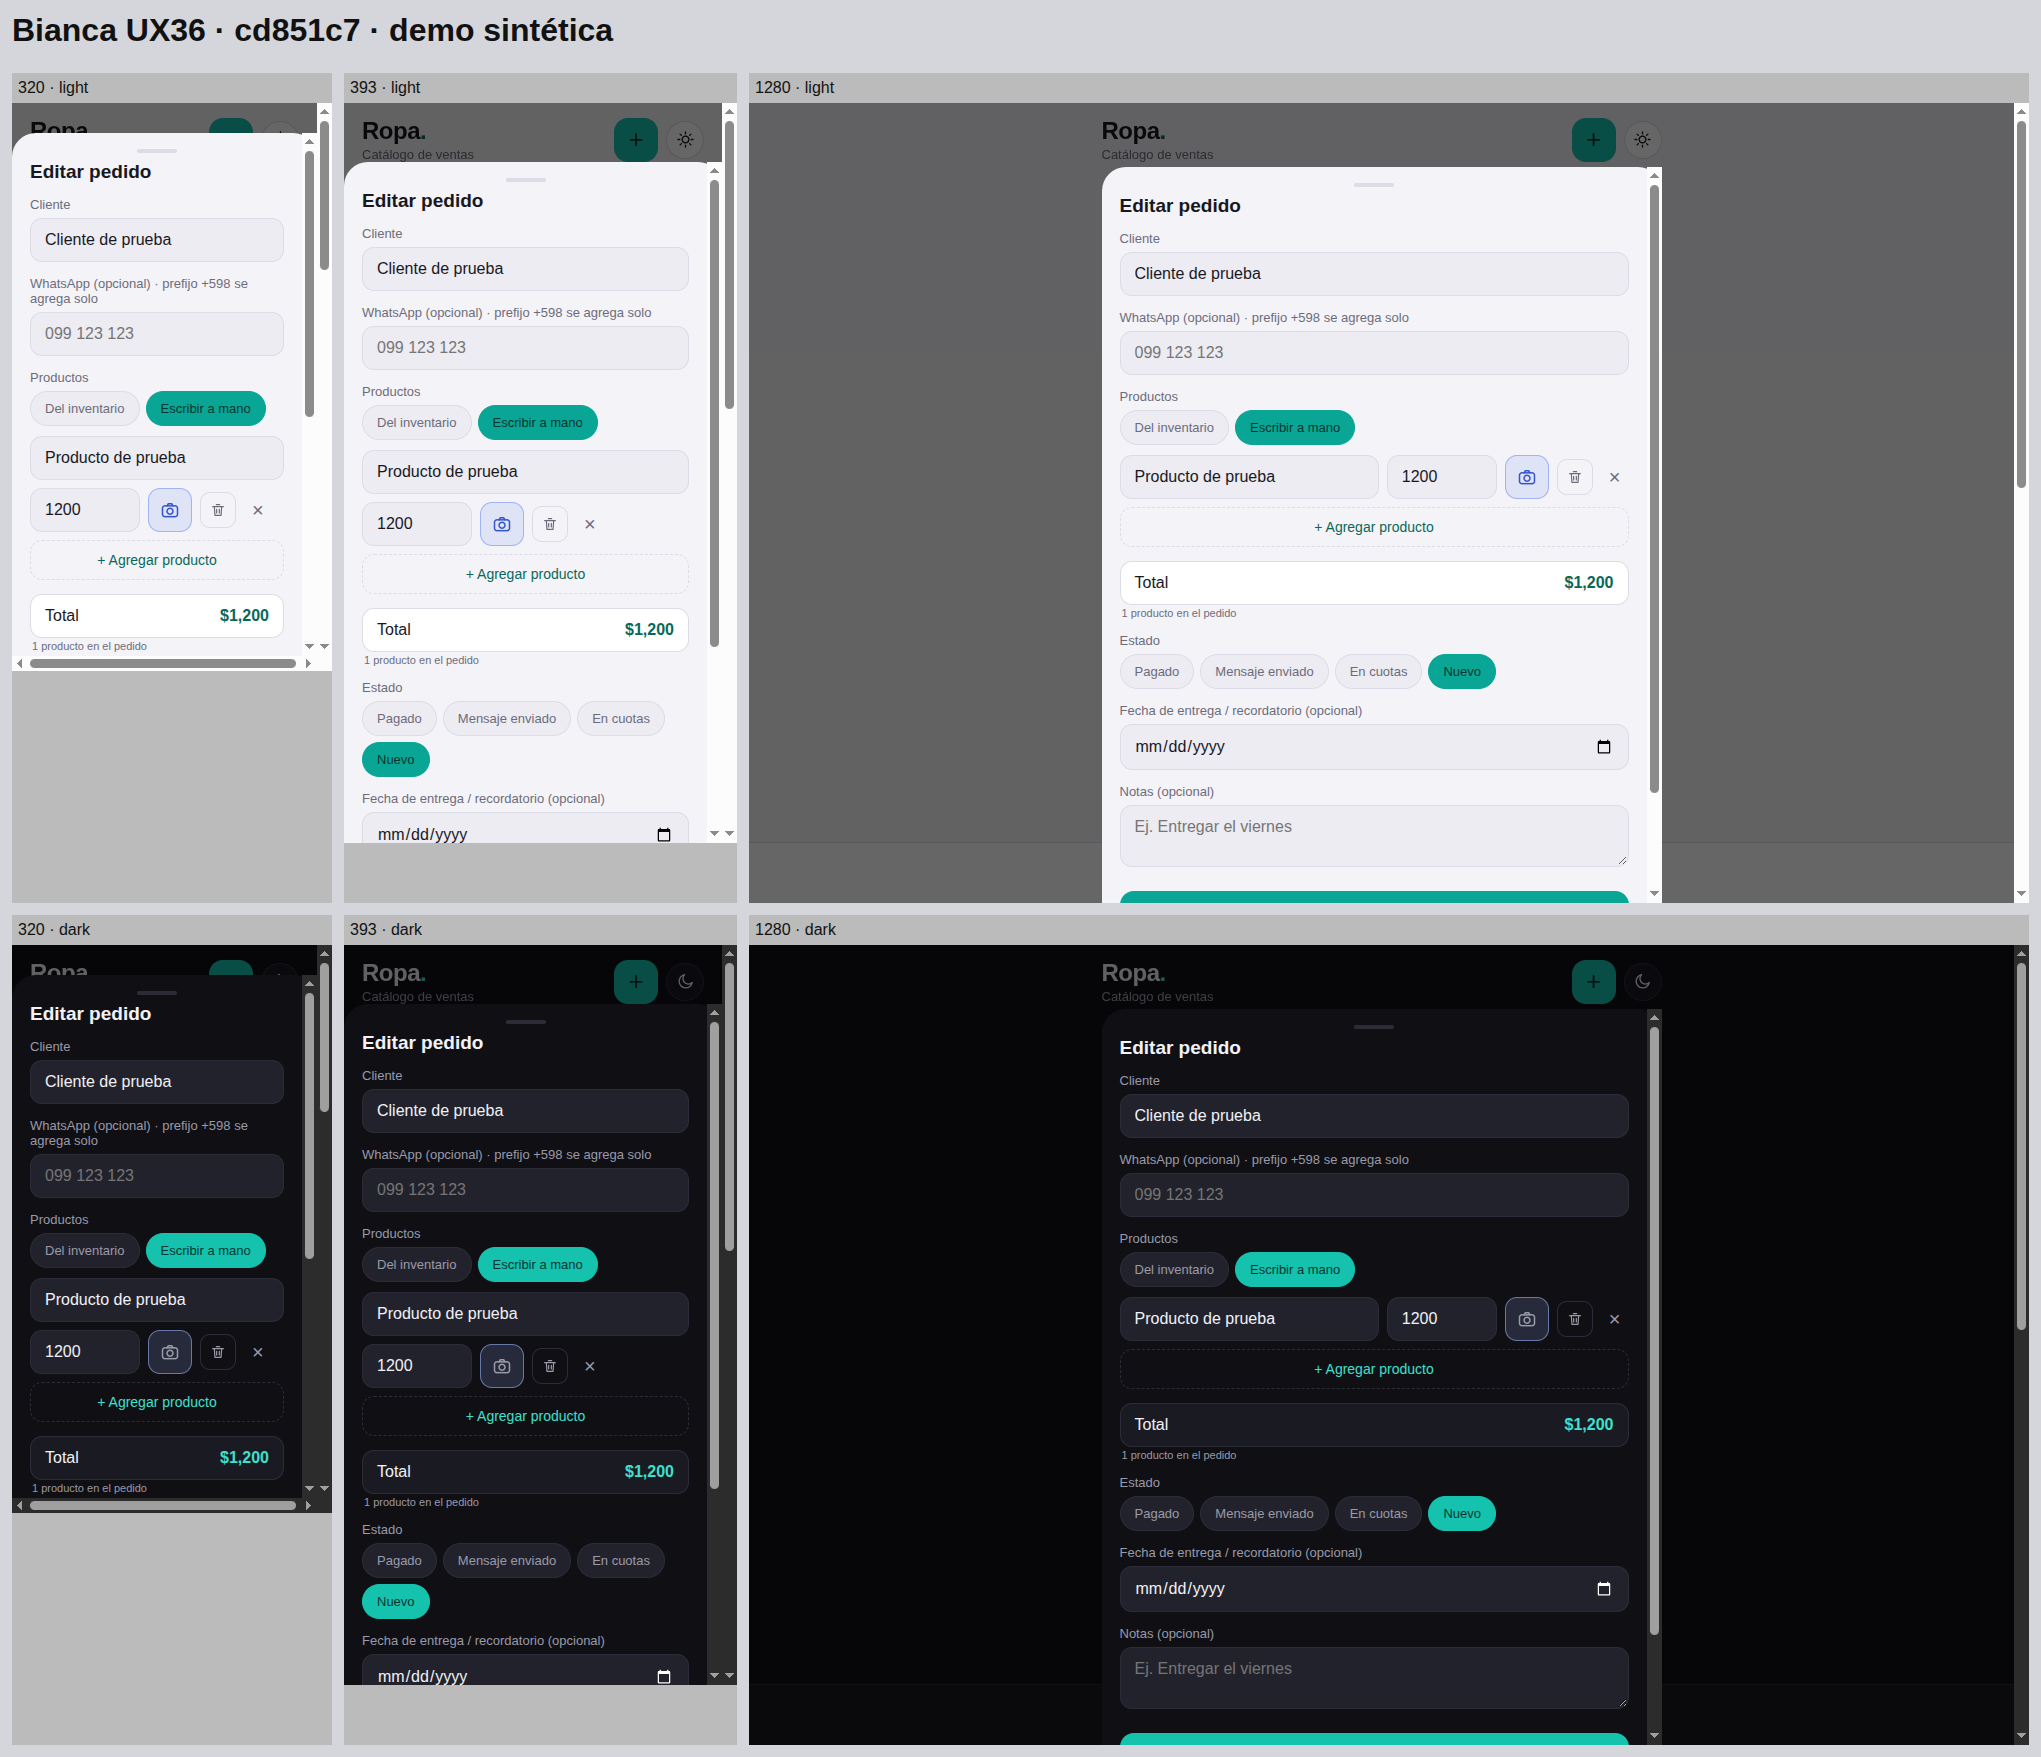 Bianca UX36 · cd851c7 · demo sintética
320 · light
Ropa
Editar pedido
Cliente
Cliente de prueba
WhatsApp (opcional) · prefijo +598 se
agrega solo
099 123 123
Productos
Del inventario
Escribir a mano
Producto de prueba
1200
×
+ Agregar producto
Total
$1,200
1 producto en el pedido
393 · light
Ropa.
Catálogo de ventas
+
Editar pedido
Cliente
Cliente de prueba
WhatsApp (opcional) · prefijo +598 se agrega solo
099 123 123
Productos
Del inventario
Escribir a mano
Producto de prueba
1200
×
+ Agregar producto
Total
$1,200
1 producto en el pedido
Estado
Pagado
Mensaje enviado
En cuotas
Nuevo
Fecha de entrega / recordatorio (opcional)
mm/dd/yyyy
1280 · light
Ropa.
Catálogo de ventas
+
Editar pedido
Cliente
Cliente de prueba
WhatsApp (opcional) · prefijo +598 se agrega solo
099 123 123
Productos
Del inventario
Escribir a mano
Producto de prueba
1200
×
+ Agregar producto
Total
$1,200
1 producto en el pedido
Estado
Pagado
Mensaje enviado
En cuotas
Nuevo
Fecha de entrega / recordatorio (opcional)
mm/dd/yyyy
Notas (opcional)
Ej. Entregar el viernes
320 · dark
Ropa
Editar pedido
Cliente
Cliente de prueba
WhatsApp (opcional) · prefijo +598 se
agrega solo
099 123 123
Productos
Del inventario
Escribir a mano
Producto de prueba
1200
×
+ Agregar producto
Total
$1,200
1 producto en el pedido
393 · dark
Ropa.
Catálogo de ventas
+
Editar pedido
Cliente
Cliente de prueba
WhatsApp (opcional) · prefijo +598 se agrega solo
099 123 123
Productos
Del inventario
Escribir a mano
Producto de prueba
1200
×
+ Agregar producto
Total
$1,200
1 producto en el pedido
Estado
Pagado
Mensaje enviado
En cuotas
Nuevo
Fecha de entrega / recordatorio (opcional)
mm/dd/yyyy
1280 · dark
Ropa.
Catálogo de ventas
+
Editar pedido
Cliente
Cliente de prueba
WhatsApp (opcional) · prefijo +598 se agrega solo
099 123 123
Productos
Del inventario
Escribir a mano
Producto de prueba
1200
×
+ Agregar producto
Total
$1,200
1 producto en el pedido
Estado
Pagado
Mensaje enviado
En cuotas
Nuevo
Fecha de entrega / recordatorio (opcional)
mm/dd/yyyy
Notas (opcional)
Ej. Entregar el viernes